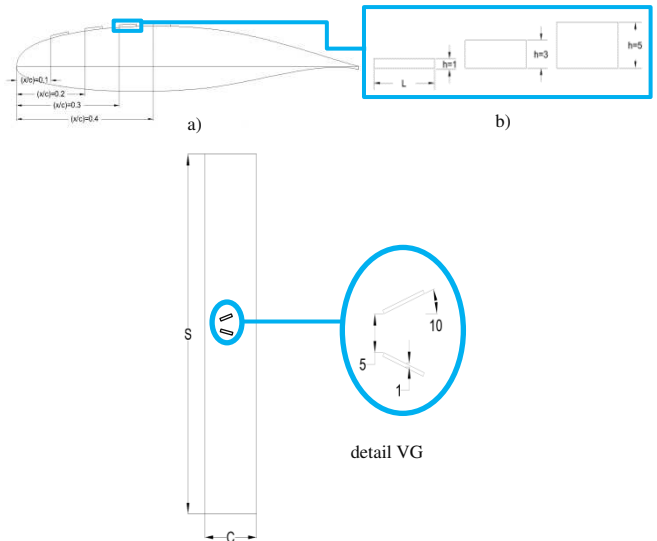 (x/c)=0.1
(x/c)=0.2
(x/c)=0.3
(x/c)=0.4
a)
h=1
L
h=3
h=5
b)
S
C
10
5
1
detail VG